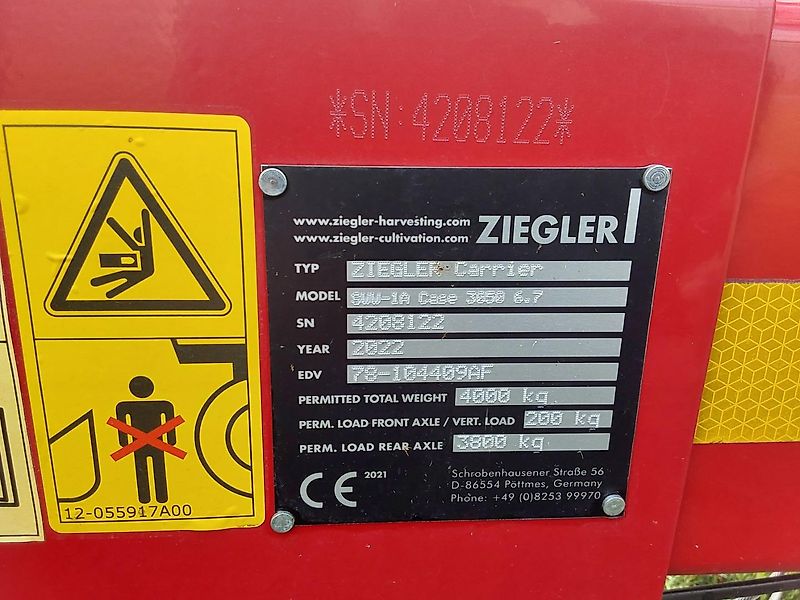 *SN:4208122*
www.ziegler-harvesting.com
www.ziegler-cultivation.com
ZIEGLER
TYP ZIEGLER Carrier
MODEL SWW-1A Case 3050 6.7
SN 4208122
YEAR 2022
EDV 78-104409AF
PERMITTED TOTAL WEIGHT 4000 kg
PERM. LOAD FRONT AXLE / VERT. LOAD 200 kg
PERM. LOAD REAR AXLE 3800 kg
CE 2021
Schrobenhausener Straße 56
D-86554 Pöttmes, Germany
Phone: +49 (0)8253 99970
12-055917A00